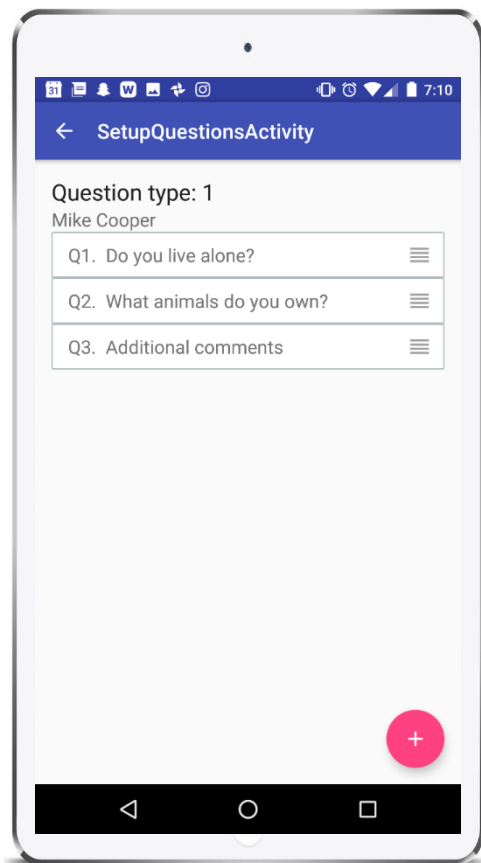 31 W 7:10
SetupQuestionsActivity
Question type: 1
Mike Cooper
Q1. Do you live alone?
Q2. What animals do you own?
Q3. Additional comments
+